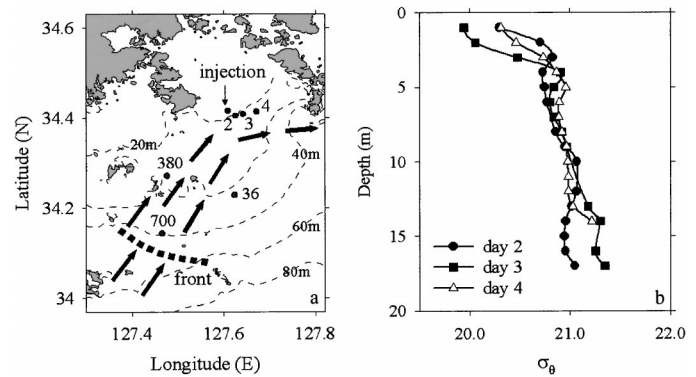 34.6
34.4
34.2
34
Latitude (N)
injection
2 3 4
20m
380
36
40m
700
60m
front
80m
a
127.4
127.6
127.8
Longitude (E)
0
5
10
15
20
Depth (m)
day 2
day 3
day 4
b
20.0
21.0
22.0
σθ